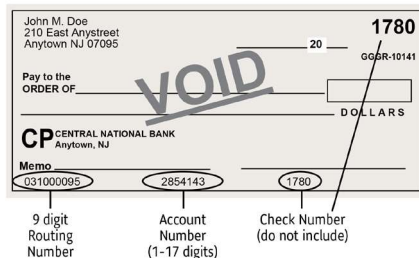 John M. Doe
210 East Anystreet
Anytown NJ 07095
1780
20
GGGR-10141
Pay to the
ORDER OF
VOID
DOLLARS
CP CENTRAL NATIONAL BANK
Anytown, NJ
Memo
031000095 2854143 1780
9 digit
Routing
Number
Account
Number
(1-17 digits)
Check Number
(do not include)